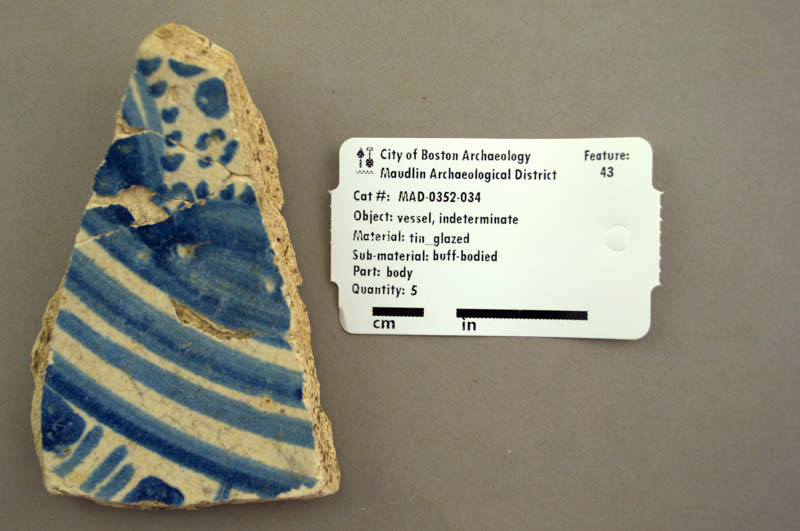 City of Boston Archaeology
Maudlin Archaeological District
Feature:
43
Cat #: MAD-0352-034
Object: vessel, indeterminate
Material: tin_glazed
Sub-material: buff-bodied
Part: body
Quantity: 5
cm in